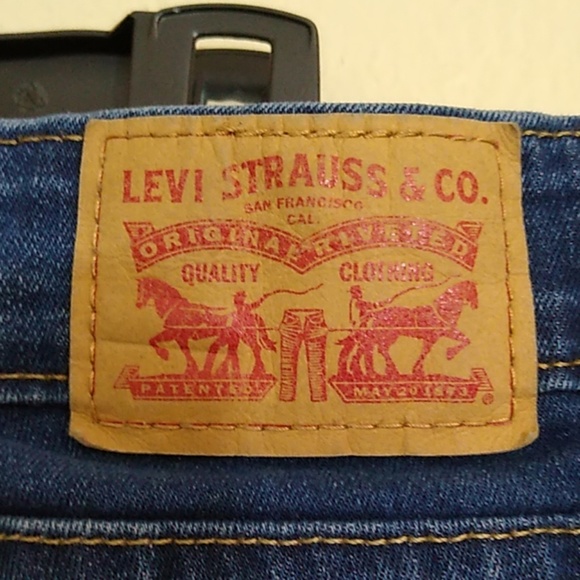 LEVI STRAUSS & CO.
SAN FRANCISCO
CAL.
ORIGINAL RIVETED
QUALITY CLOTHING
PATENTED MAY 20 1873
®